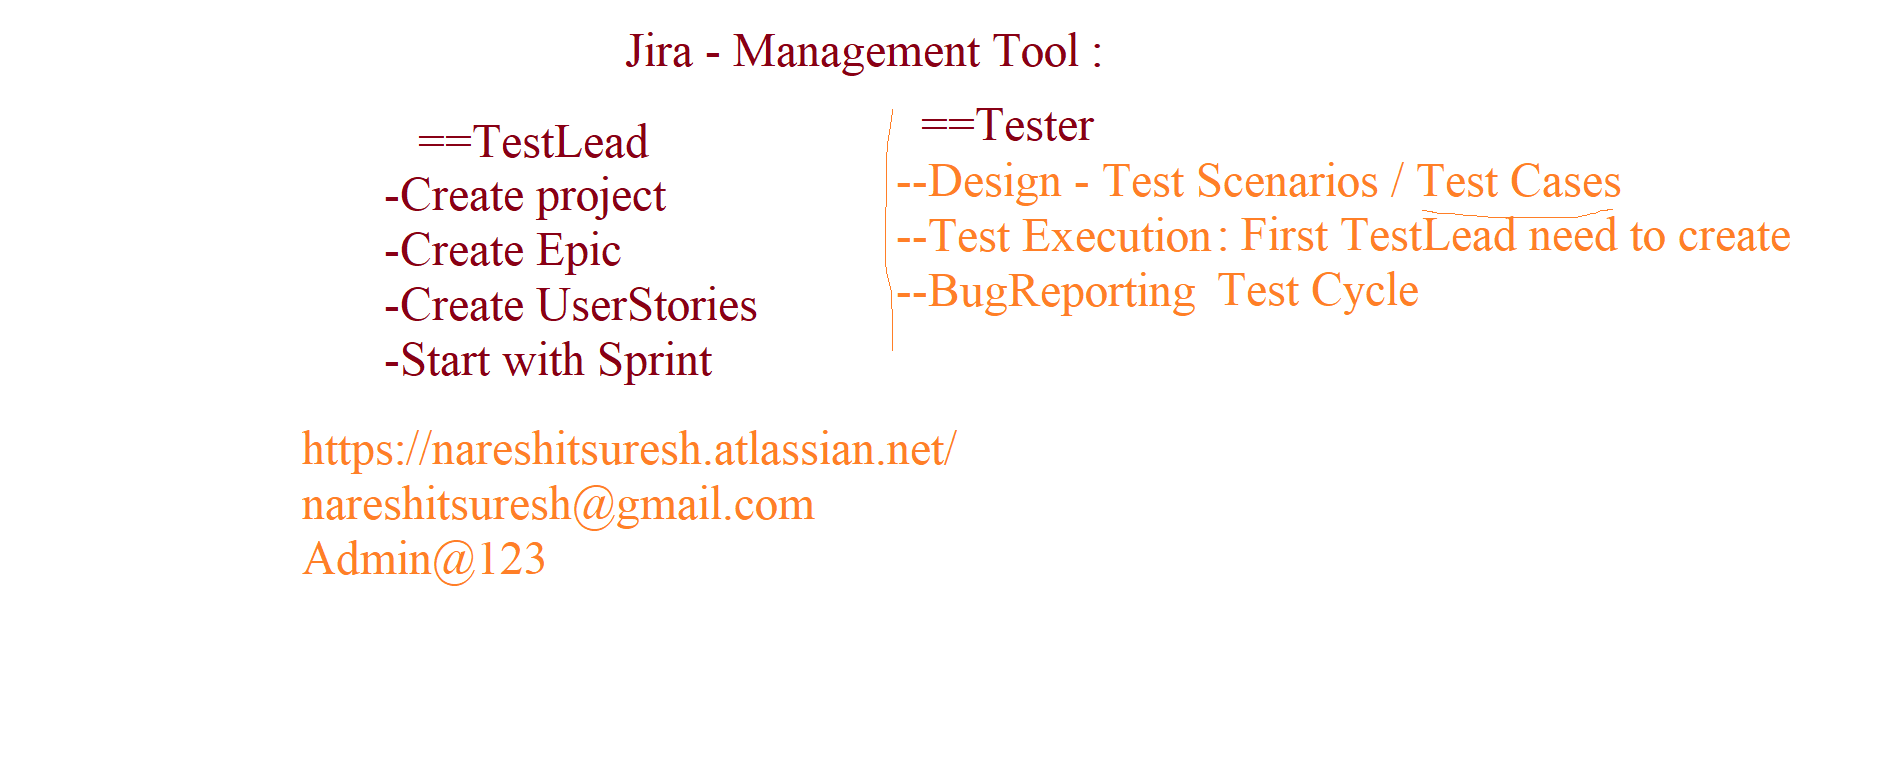 Jira - Management Tool :
==TestLead
-Create project
-Create Epic
-Create UserStories
-Start with Sprint
==Tester
--Design - Test Scenarios / Test Cases
--Test Execution : First TestLead need to create
--BugReporting Test Cycle
https://nareshitsuresh.atlassian.net/
nareshitsuresh@gmail.com
Admin@123